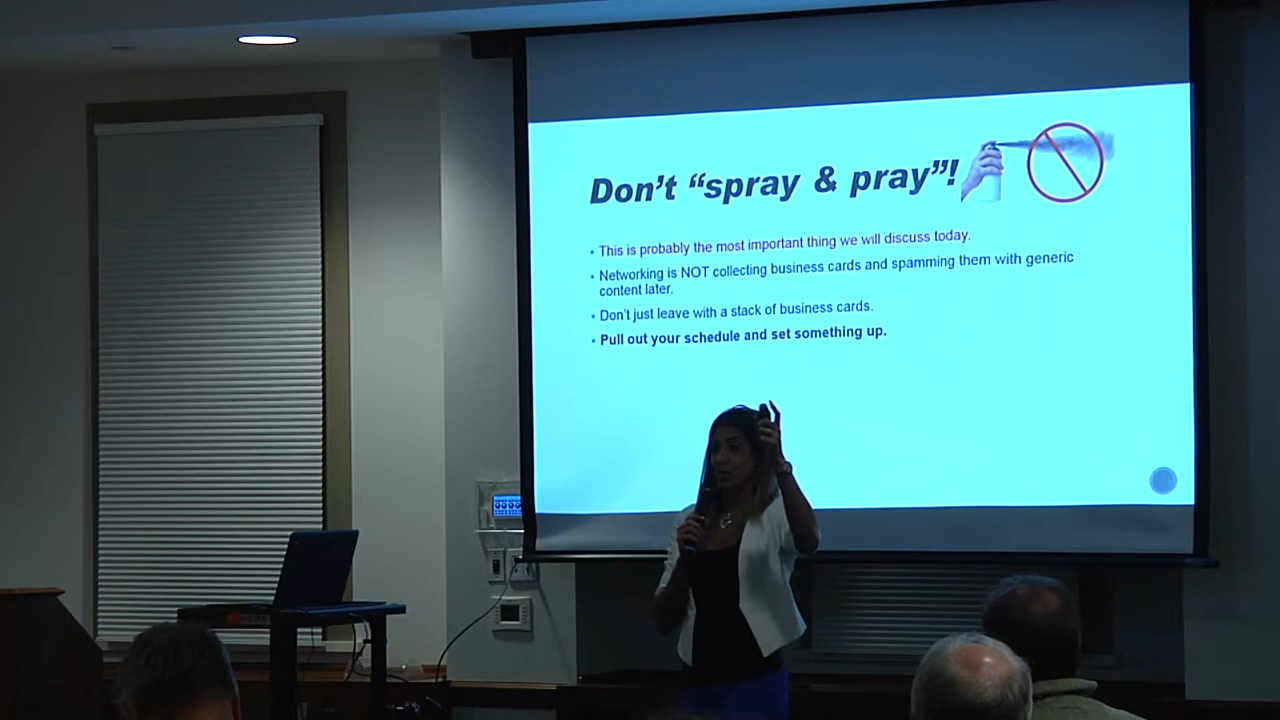 Don't “spray & pray”!
This is probably the most important thing we will discuss today.
Networking is NOT collecting business cards and spamming them with generic
content later.
Don't just leave with a stack of business cards.
Pull out your schedule and set something up.